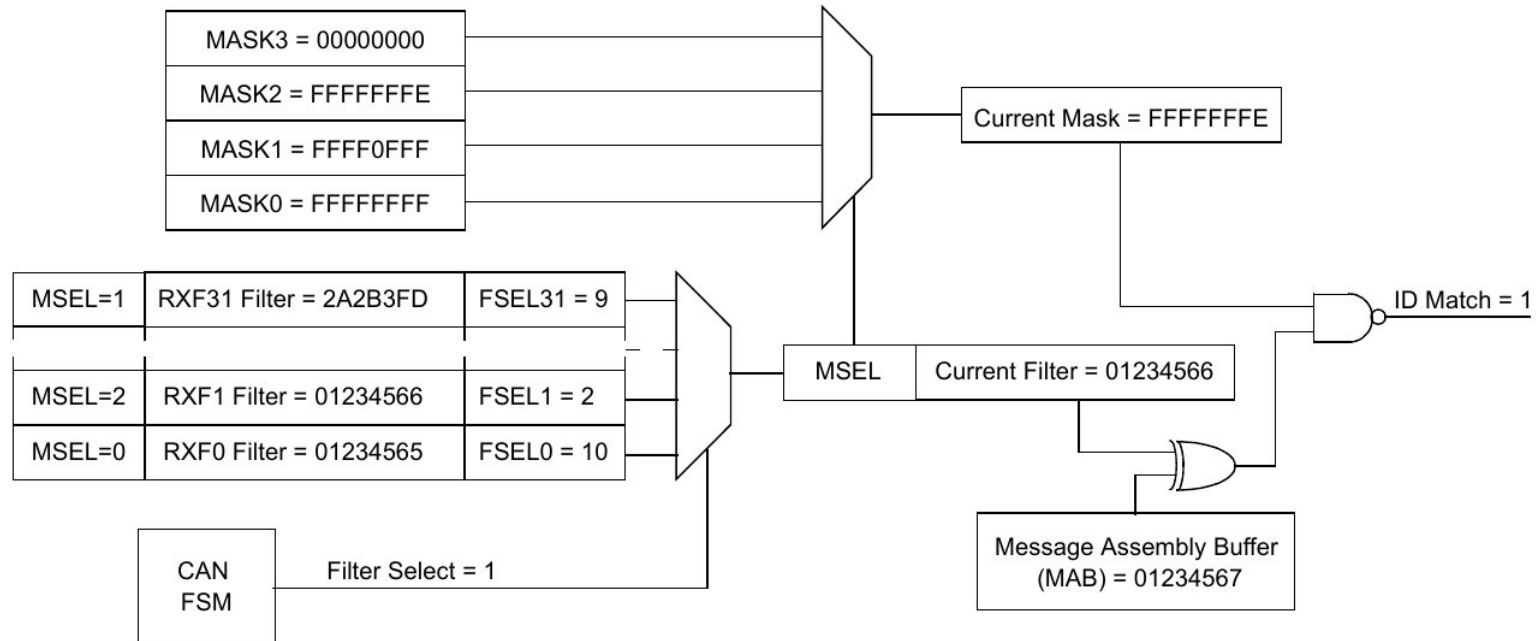 MASK3 = 00000000
MASK2 = FFFFFFFE
MASK1 = FFFF0FFF
MASK0 = FFFFFFFF
Current Mask = FFFFFFFE
MSEL=1 RXF31 Filter = 2A2B3FD FSEL31 = 9
ID Match = 1
MSEL Current Filter = 01234566
MSEL=2 RXF1 Filter = 01234566 FSEL1 = 2
MSEL=0 RXF0 Filter = 01234565 FSEL0 = 10
Message Assembly Buffer
(MAB) = 01234567
CAN
FSM
Filter Select = 1